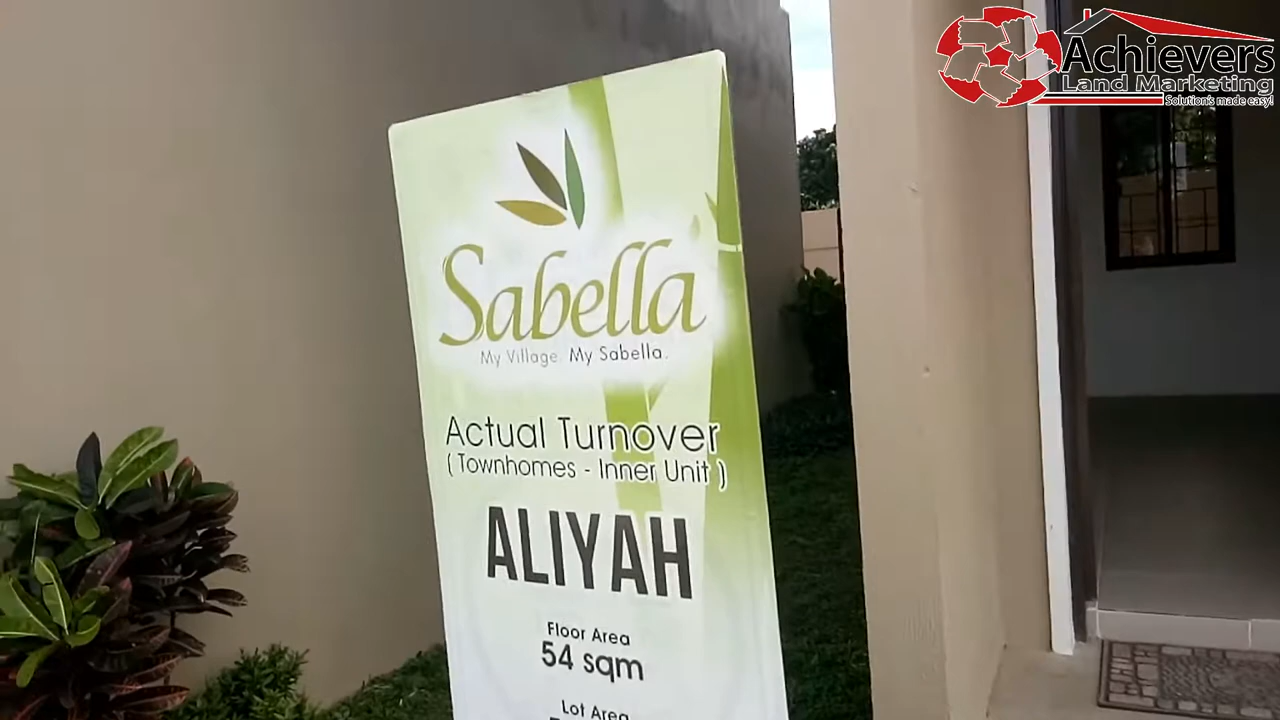 Achievers
Land Marketing
Solution's made easy!
Sabella
My Village. My Sabella.
Actual Turnover
( Townhomes - Inner Unit )
ALIYAH
Floor Area
54 sqm
Lot Area